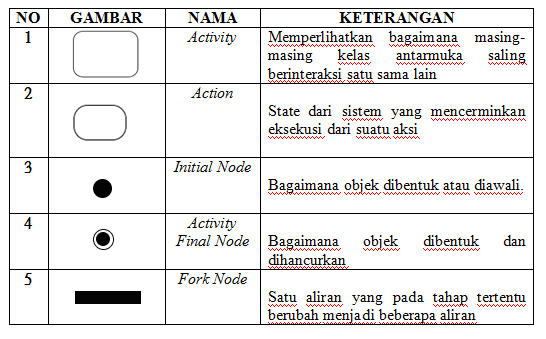 NO GAMBAR NAMA KETERANGAN
1 Activity Memperlihatkan bagaimana masing-
masing kelas antarmuka saling
berinteraksi satu sama lain
2 Action
State dari sistem yang mencerminkan
eksekusi dari suatu aksi
3 Initial Node
Bagaimana objek dibentuk atau diawali.
4 Activity
Final Node Bagaimana objek dibentuk dan
dihancurkan
5 Fork Node
Satu aliran yang pada tahap tertentu
berubah menjadi beberapa aliran